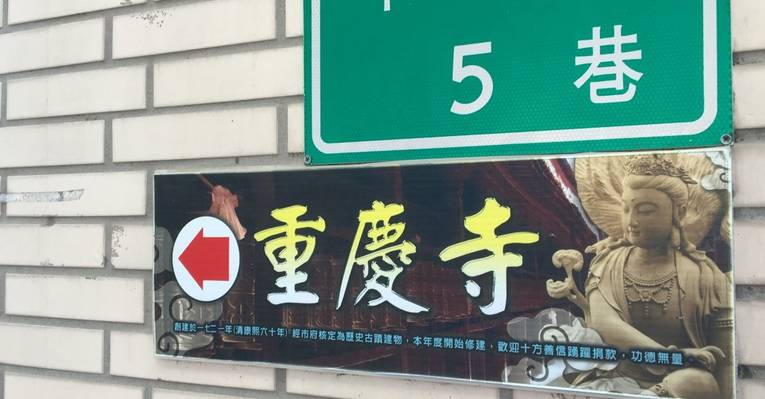 5 巷
重慶寺
創建於一七二一年(清康熙六十年)經市府核定為歷史古蹟建物，本年度開始修建，歡迎十方善信踴躍捐款，功德無量